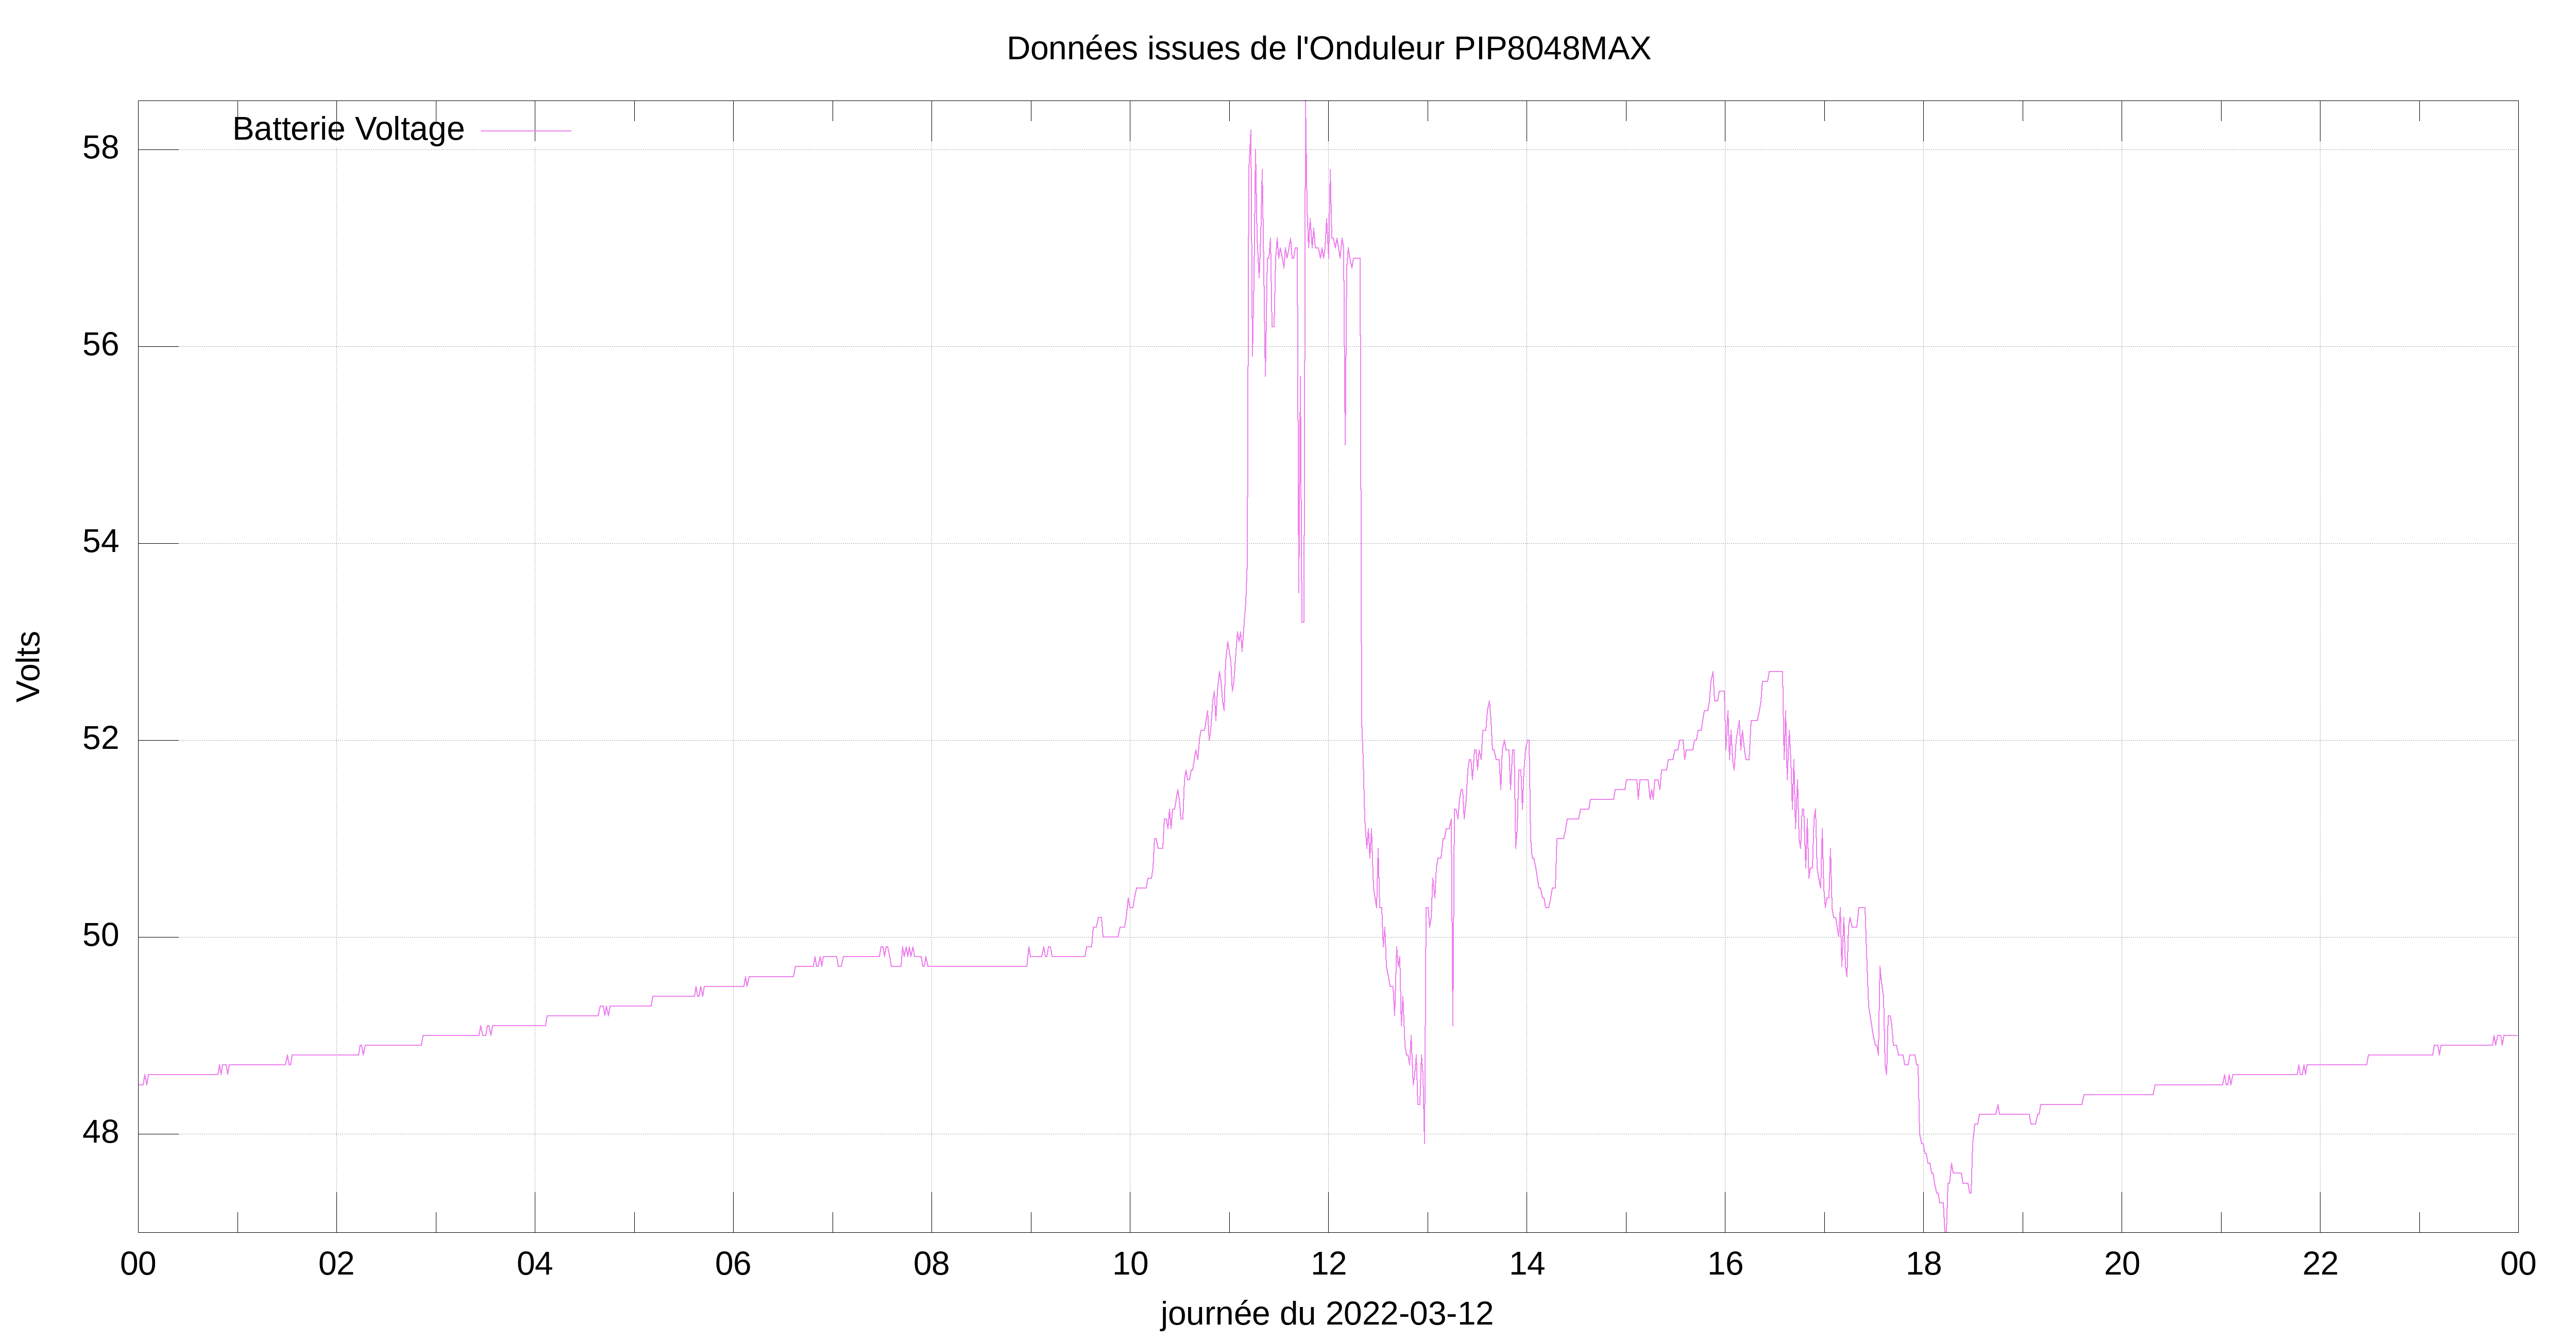 Données issues de l'Onduleur PIP8048MAX
Batterie Voltage
58
56
54
52
50
48
Volts
00 02 04 06 08 10 12 14 16 18 20 22 00
journée du 2022-03-12